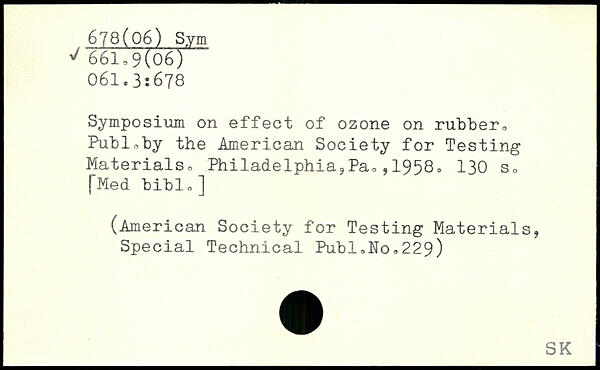 678(06) Sym
✓ 661.9(06)
061.3:678
Symposium on effect of ozone on rubber.
Publ.by the American Society for Testing
Materials. Philadelphia,Pa.,1958. 130 s.
[Med bibl.]
(American Society for Testing Materials,
Special Technical Publ.No.229)
SK